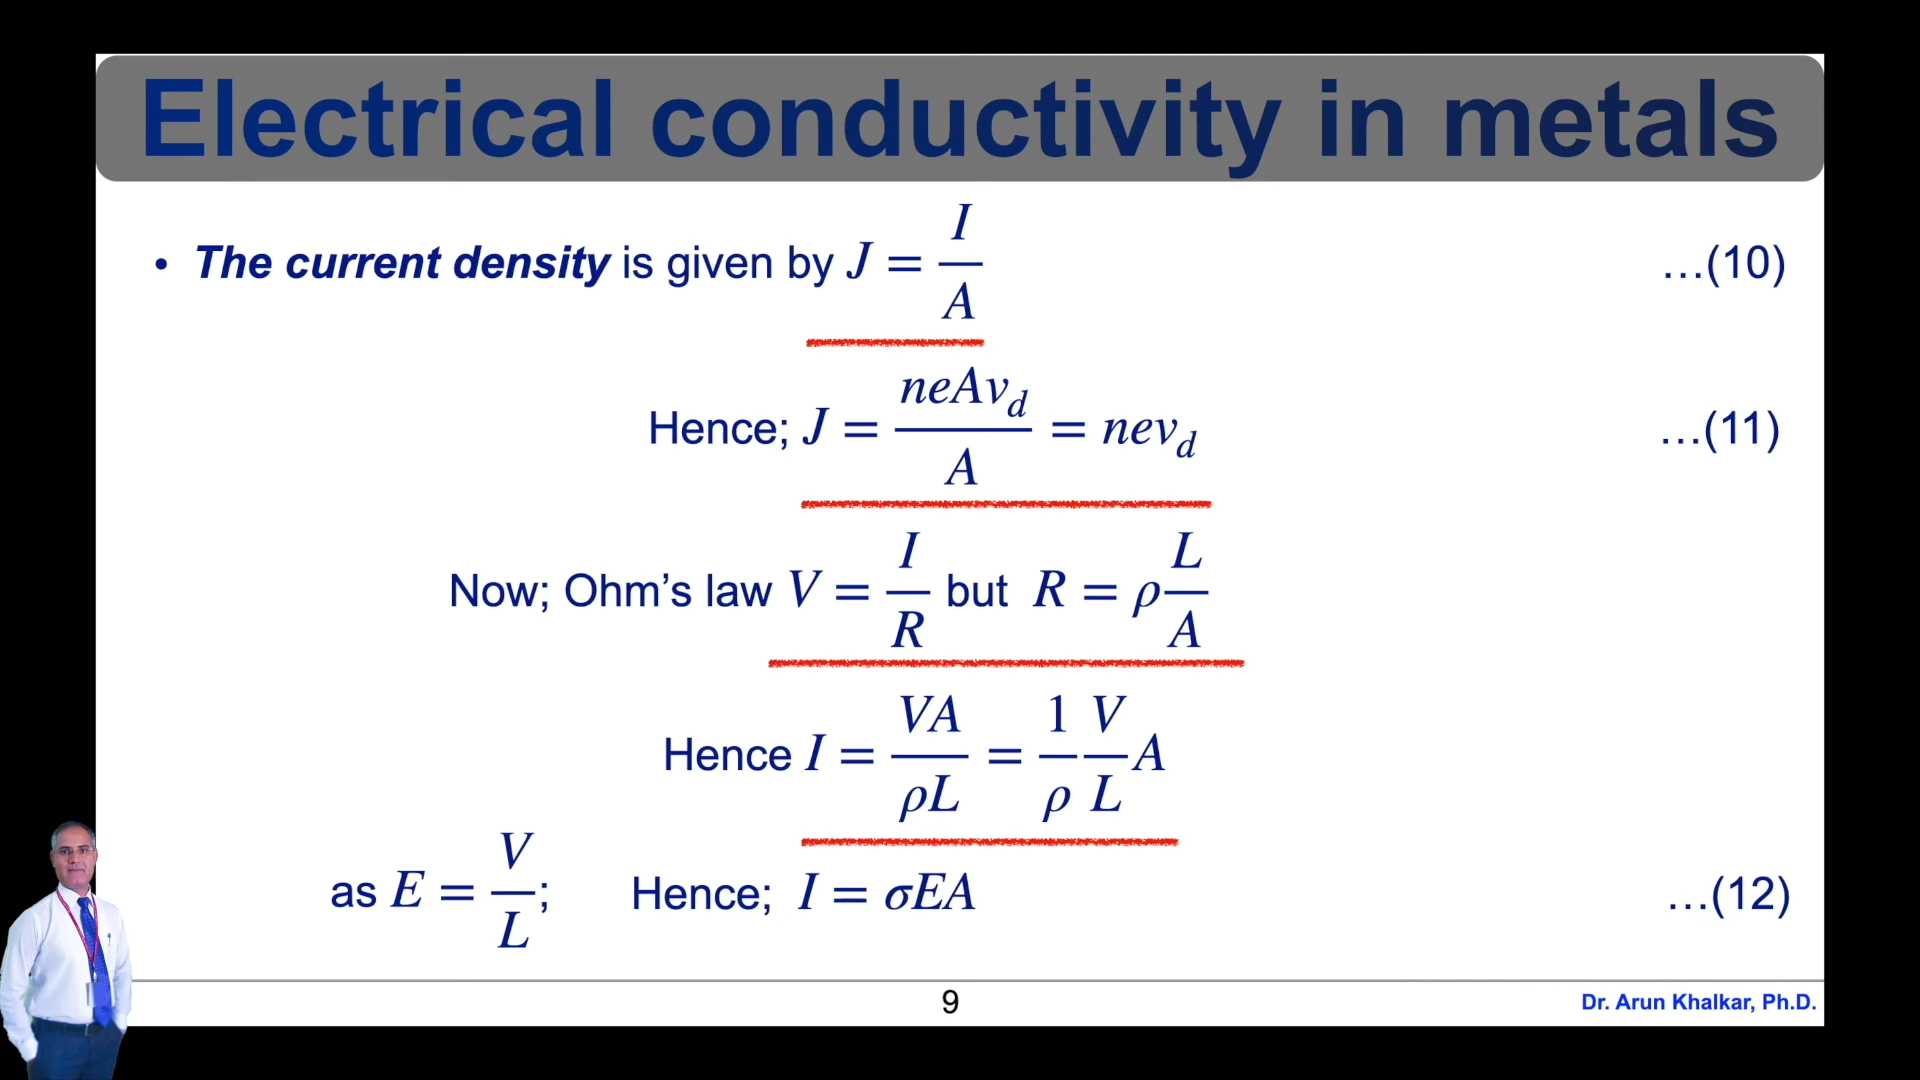 Electrical conductivity in metals
• The current density is given by J = I/A …(10)
Hence; J = neAv_d/A = nev_d …(11)
Now; Ohm’s law V = I/R but R = ρ L/A
Hence I = VA/ρL = 1/ρ V/L A
as E = V/L; Hence; I = σEA …(12)
9
Dr. Arun Khalkar, Ph.D.